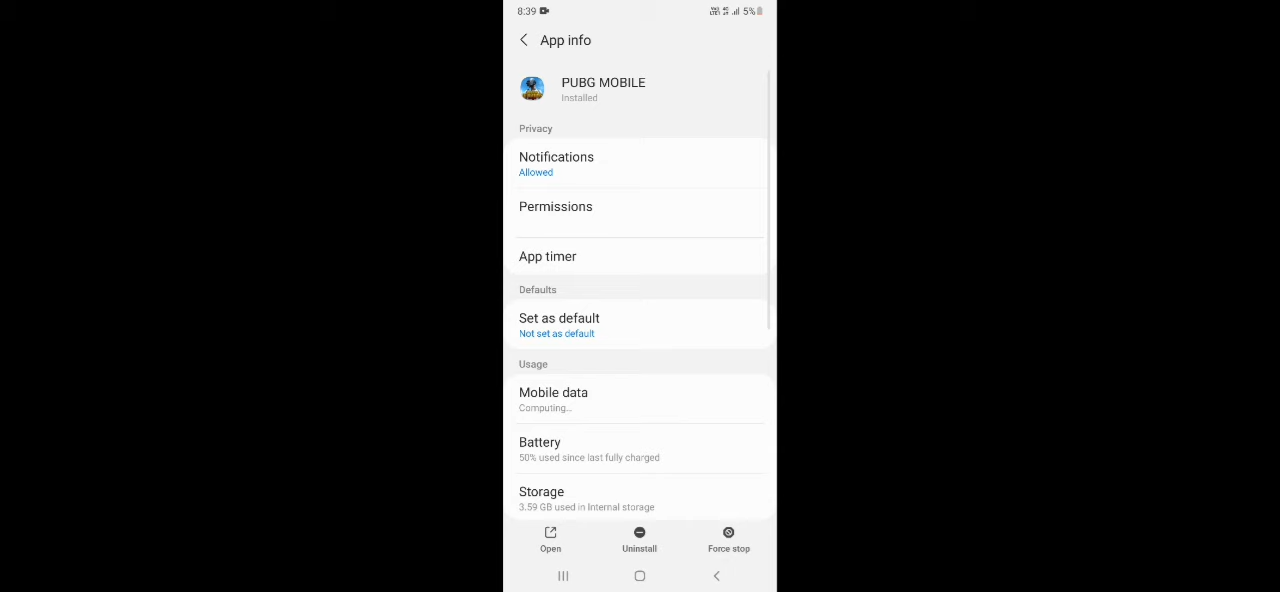 8:39 5%
App info
PUBG MOBILE
Installed
Privacy
Notifications
Allowed
Permissions
App timer
Defaults
Set as default
Not set as default
Usage
Mobile data
Computing...
Battery
50% used since last fully charged
Storage
3.59 GB used in Internal storage
Open Uninstall Force stop